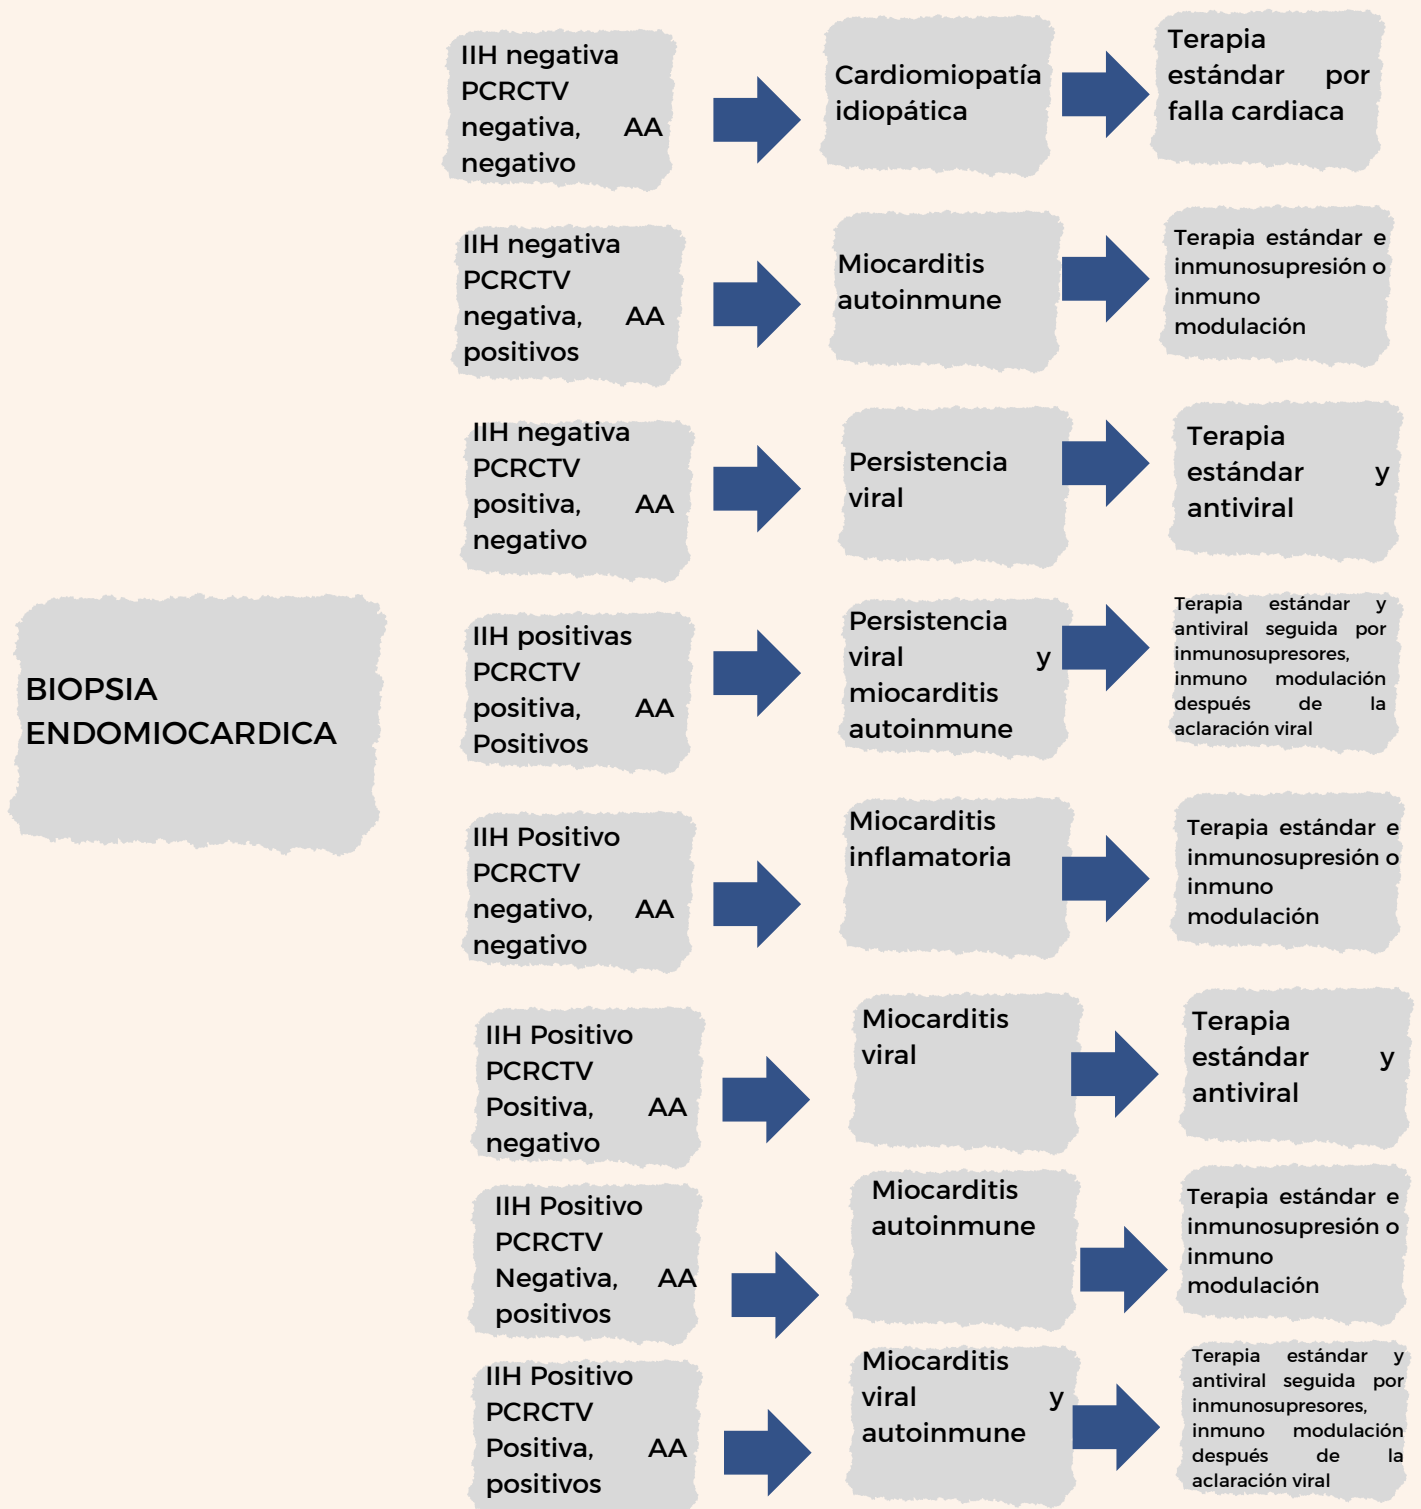 BIOPSIA
ENDOMIOCARDICA
IIH negativa
PCRCTV
negativa, AA
negativo
Cardiomiopatía
idiopática
Terapia
estándar por
falla cardiaca
IIH negativa
PCRCTV
negativa, AA
positivos
Miocarditis
autoinmune
Terapia estándar e
inmunosupresión o
inmuno
modulación
IIH negativa
PCRCTV
positiva, AA
negativo
Persistencia
viral
Terapia
estándar y
antiviral
IIH positivas
PCRCTV
positiva, AA
Positivos
Persistencia
viral y
miocarditis
autoinmune
Terapia estándar y
antiviral seguida por
inmunosupresores,
inmuno modulación
después de la
aclaración viral
IIH Positivo
PCRCTV
negativo, AA
negativo
Miocarditis
inflamatoria
Terapia estándar e
inmunosupresión o
inmuno
modulación
IIH Positivo
PCRCTV
Positiva, AA
negativo
Miocarditis
viral
Terapia
estándar y
antiviral
IIH Positivo
PCRCTV
Negativa, AA
positivos
Miocarditis
autoinmune
Terapia estándar e
inmunosupresión o
inmuno
modulación
IIH Positivo
PCRCTV
Positiva, AA
positivos
Miocarditis
viral y
autoinmune
Terapia estándar y
antiviral seguida por
inmunosupresores,
inmuno modulación
después de la
aclaración viral